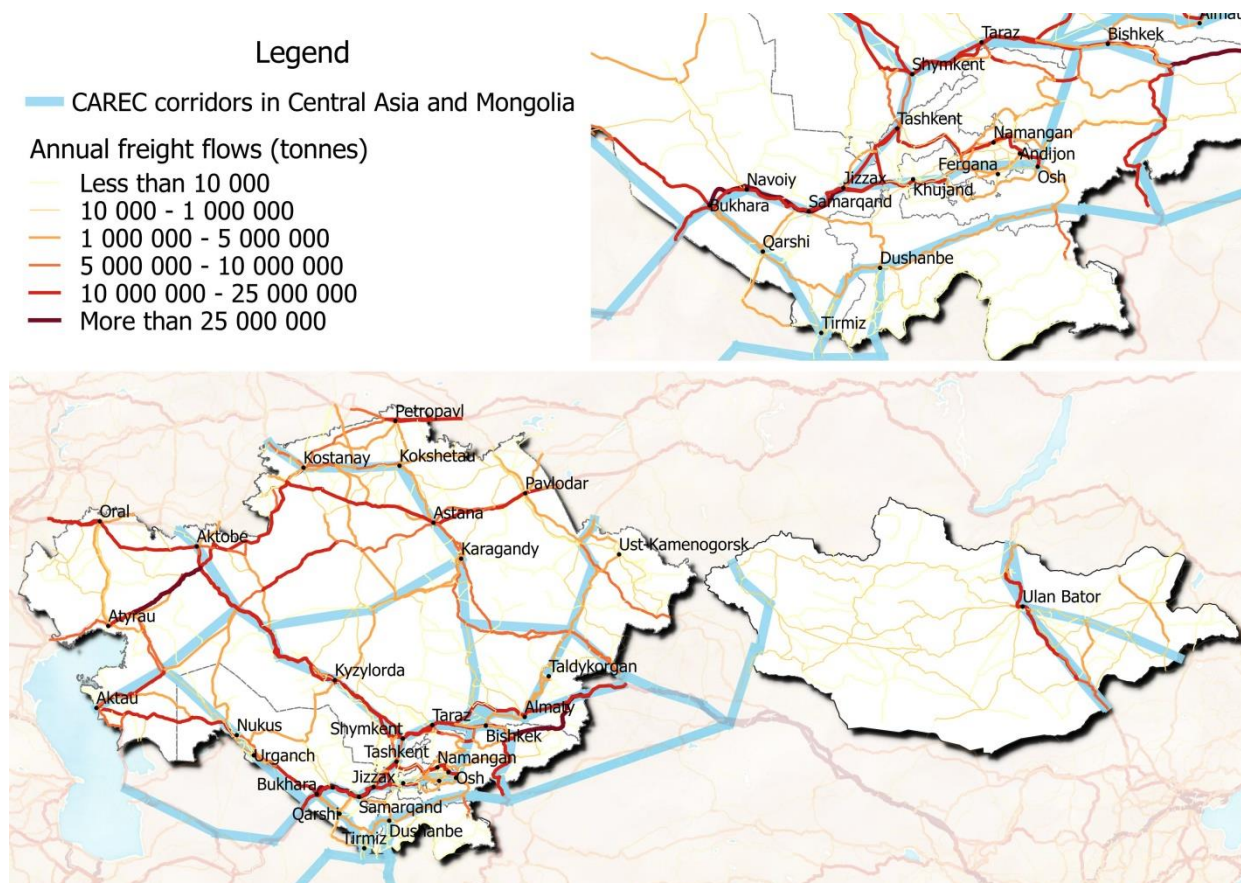 Legend
CAREC corridors in Central Asia and Mongolia
Annual freight flows (tonnes)
Less than 10 000
10 000 - 1 000 000
1 000 000 - 5 000 000
5 000 000 - 10 000 000
10 000 000 - 25 000 000
More than 25 000 000
Taraz
Bishkek
Shymkent
Tashkent
Namangan
Andijon
Fergana
Osh
Jizzax
Khujand
Navoiy
Bukhara
Samarqand
Qarshi
Dushanbe
Tirmiz
Petropavl
Kostanay
Kokshetau
Pavlodar
Oral
Astana
Aktobe
Karagandy
Ust-Kamenogorsk
Atyrau
Ulan Bator
Kyzylorda
Taldykorgan
Aktau
Nukus
Shymkent
Taraz
Almaty
Bishkek
Urganch
Tashkent
Namangan
Bukhara
Jizzax
Osh
Qarshi
Samarqand
Dushanbe
Tirmiz